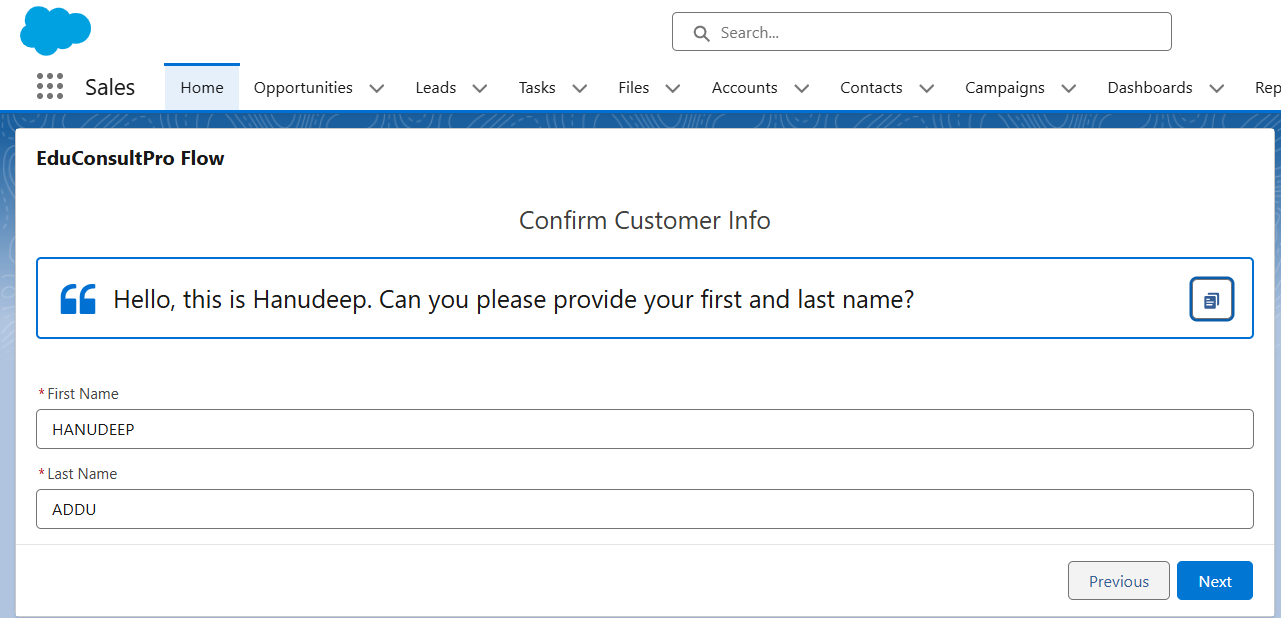 Search...
Sales Home Opportunities Leads Tasks Files Accounts Contacts Campaigns Dashboards Rep
EduConsultPro Flow
Confirm Customer Info
Hello, this is Hanudeep. Can you please provide your first and last name?
*First Name
HANUDEEP
*Last Name
ADDU
Previous Next